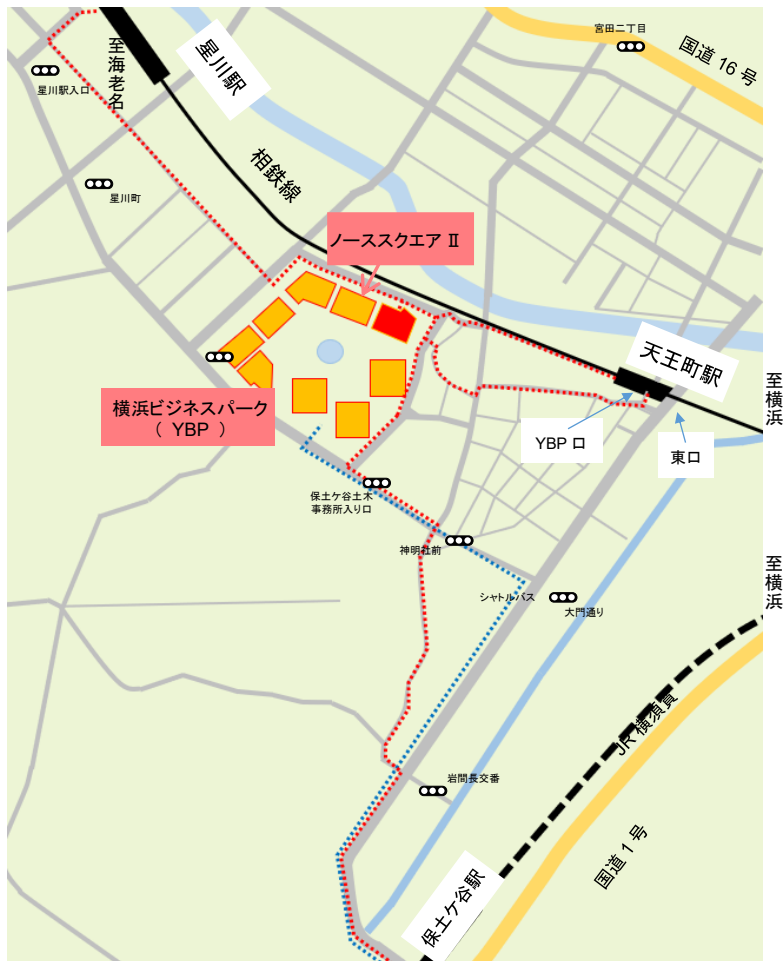 宮田二丁目
国道 16 号
至海老名
星川駅
星川駅入口
相鉄線
星川町
ノーススクエア Ⅱ
天王町駅
至横浜
横浜ビジネスパーク
（ YBP ）
YBP 口
東口
保土ケ谷土木
事務所入り口
神明社前
至横浜
シャトルバス
大門通り
JR 横須賀
岩間長交番
国道 1 号
保土ケ谷駅